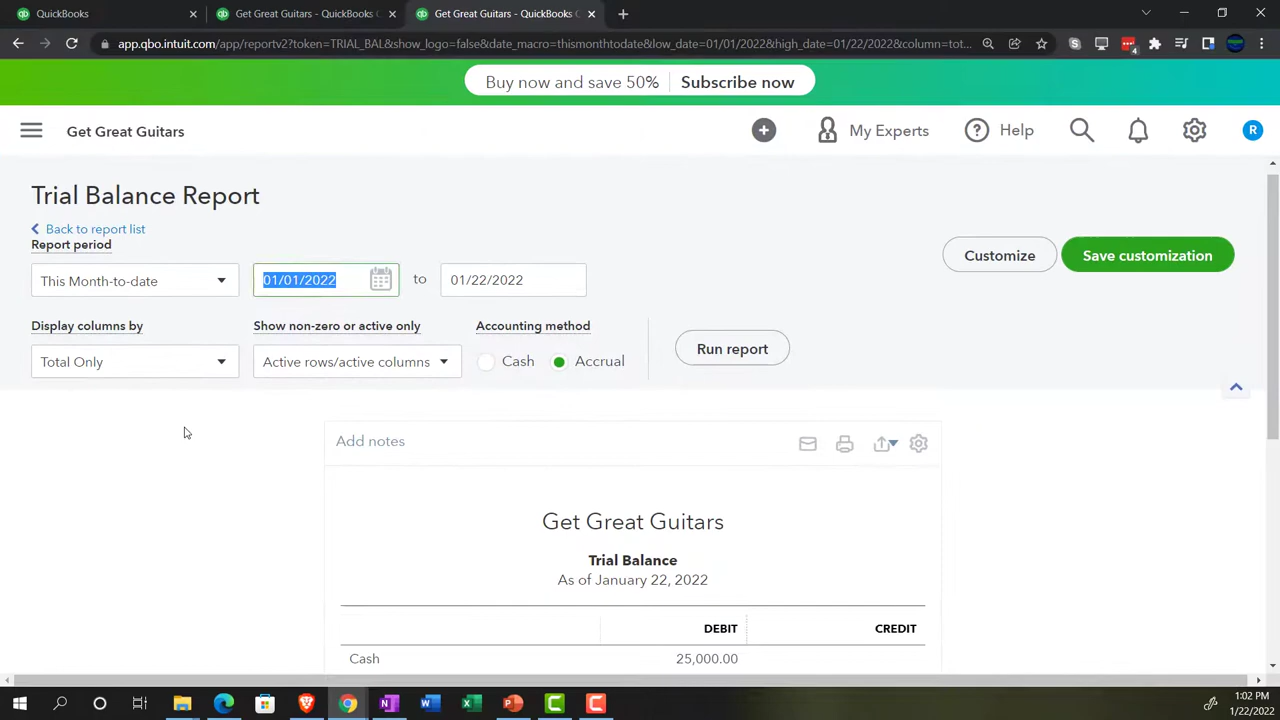 QuickBooks
Get Great Guitars - QuickBooks
Get Great Guitars - QuickBooks
app.qbo.intuit.com/app/reportv2?token=TRIAL_BAL&show_logo=false&date_macro=thismonthtodate&low_date=01/01/2022&high_date=01/22/2022&column=tot...
4
Buy now and save 50% Subscribe now
Get Great Guitars
My Experts
Help
R
Trial Balance Report
Back to report list
Report period
This Month-to-date
01/01/2022
to
01/22/2022
Customize
Save customization
Display columns by
Show non-zero or active only
Accounting method
Total Only
Active rows/active columns
Cash
Accrual
Run report
Add notes
Get Great Guitars
Trial Balance
As of January 22, 2022
DEBIT
CREDIT
Cash
25,000.00
1:02 PM
1/22/2022